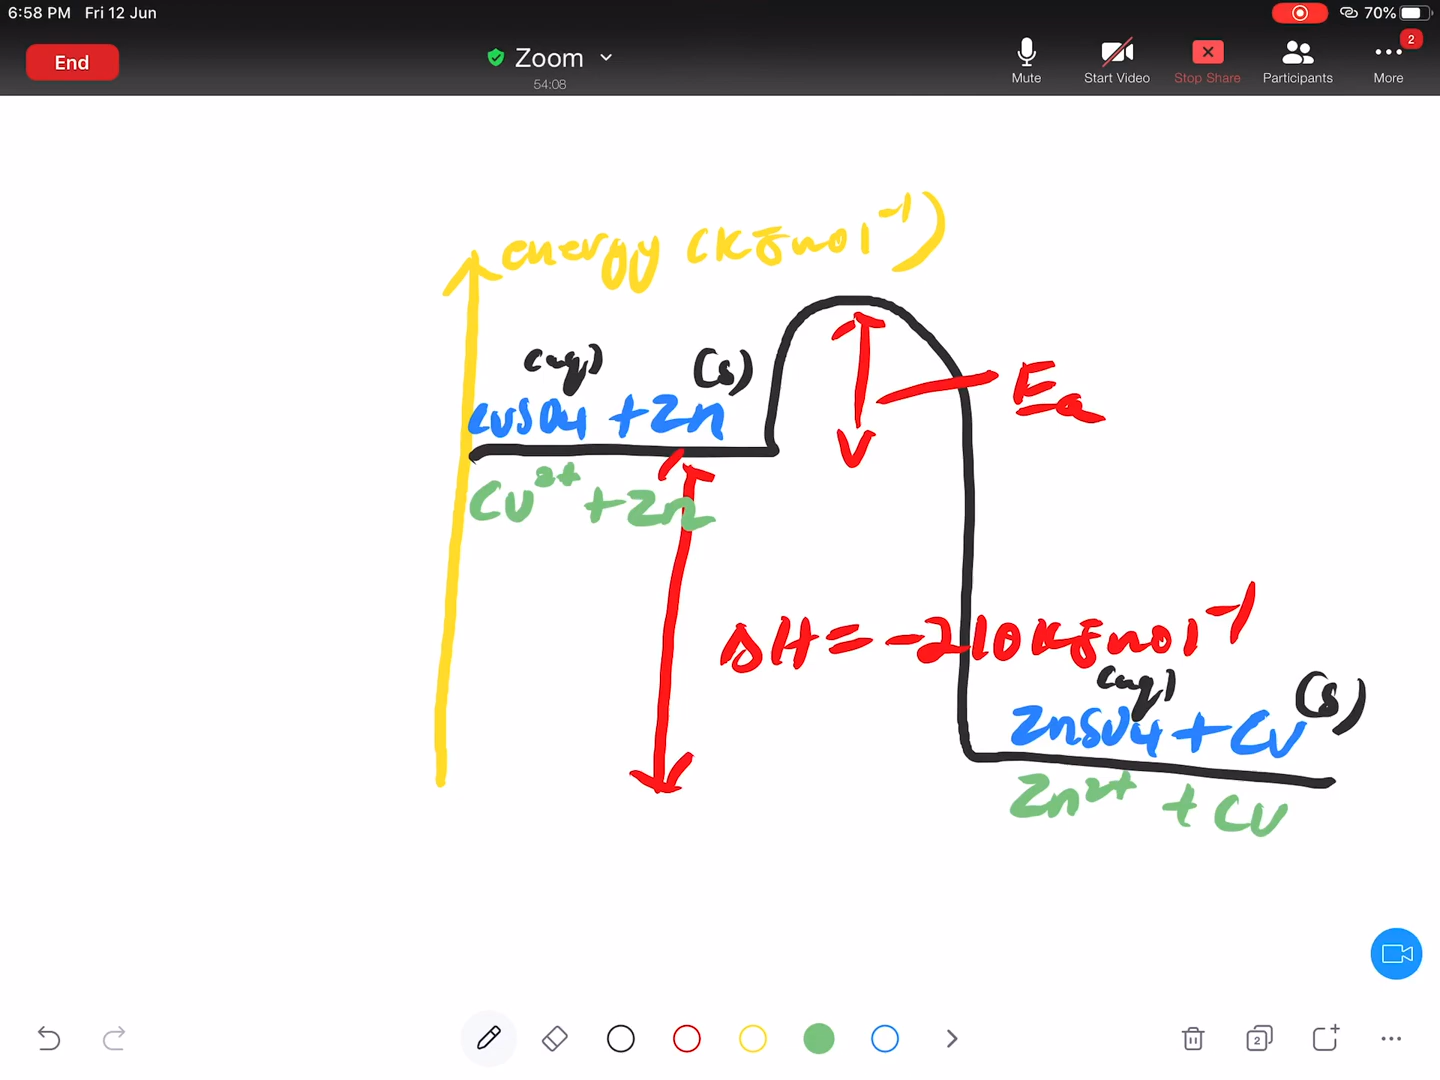 6:58 PM Fri 12 Jun
70%
End
Zoom
54:08
Mute
Start Video
Stop Share
Participants
2
More
energy (KJmol⁻¹)
(aq) (s)
CuSO4 + Zn
Cu²⁺ + Zn
Ea
ΔH = -210KJmol⁻¹
(aq) (s)
ZnSO4 + Cu
Zn²⁺ + Cu
2